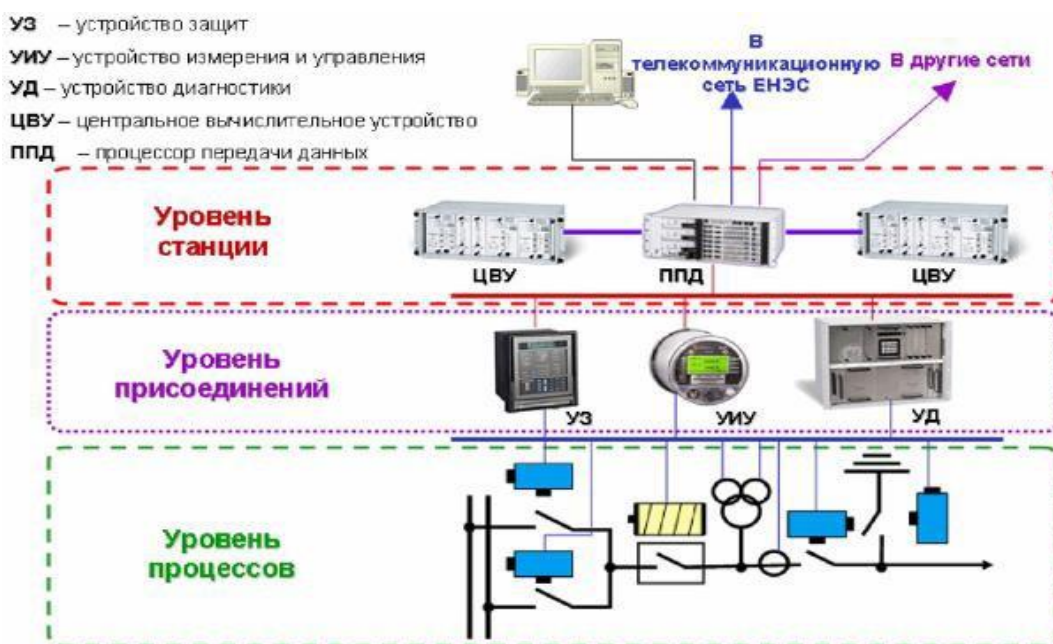 УЗ – устройство защит
УИУ – устройство измерения и управления
УД – устройство диагностики
ЦВУ – центральное вычислительное устройство
ППД – процессор передачи данных
В
телекоммуникационную
сеть ЕНЭС
В другие сети
Уровень
станции
ЦВУ
ППД
ЦВУ
Уровень
присоединений
УЗ
УИУ
УД
Уровень
процессов